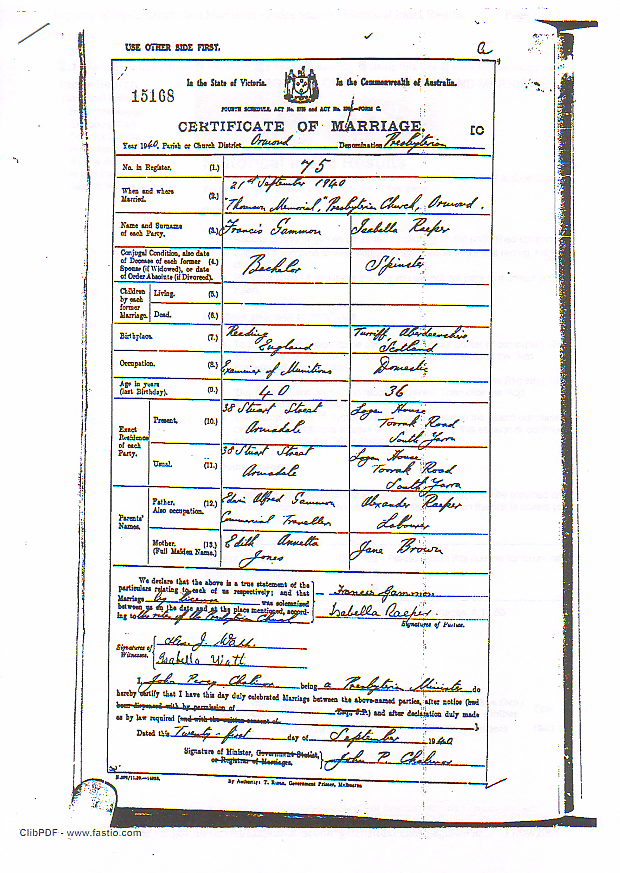 USE OTHER SIDE FIRST.
a
15168
In the State of Victoria. In the Commonwealth of Australia.
FOURTH SCHEDULE, ACT No. and ACT No. FORM C.
CERTIFICATE OF MARRIAGE.
Year 1940, Parish or Church District Ormond Denomination Presbyterian
No. in Register. (1.) 75
When and where Married. (2.) 21st September 1940
"Thomson Memorial," Presbyterian Church, Ormond.
Name and Surname of each Party. (3.) Francis Gammon Isabella Raeper
Conjugal Condition, also date
of Decease of each former (4.) Bachelor Spinster
Spouse (if Widowed), or date
of Order Absolute (if Divorced).
Children by each former Marriage.
Living. (5.)
Dead. (6.)
Birthplace. (7.) Reading England Turriff, Aberdeenshire, Scotland
Occupation. (8.) Examiner of Munitions Domestic
Age in years (last Birthday). (9.) 40 36
Exact Residence of each Party.
Present. (10.) 38 Stuart Street Armadale Logan House Toorak Road South Yarra
Usual. (11.) 38 Stuart Street Armadale Logan House Toorak Road South Yarra
Parents' Names.
Father. (12.) Also occupation. Edwin Alfred Gammon Commercial Traveller Alexander Raeper Labourer
Mother. (13.) (Full Maiden Name.) Edith Annetta Jones Jane Brown
We declare that the above is a true statement of the
particulars relating to each of us respectively; and that
Marriage by licence was solemnized
between us on the date and at the place mentioned, accord-
ing to the rites of the Presbyterian Church
Francis Gammon
Isabella Raeper.
Signatures of Parties.
Signatures of Witnesses.
J. Watt
Isabella Watt
I, John Percy Chalmers being a Presbyterian Minister do
hereby certify that I have this day duly celebrated Marriage between the above-named parties, after notice (had
been dispensed with by permission of Esq., J.P.) and after declaration duly made
as by law required (and with the written consent of )
Dated this Twenty-first day of September 1940
Signature of Minister, Government Statist, or Registrar of Marriages. John P. Chalmers
By Authority: T. Rider, Government Printer, Melbourne
ClibPDF - www.fastio.com